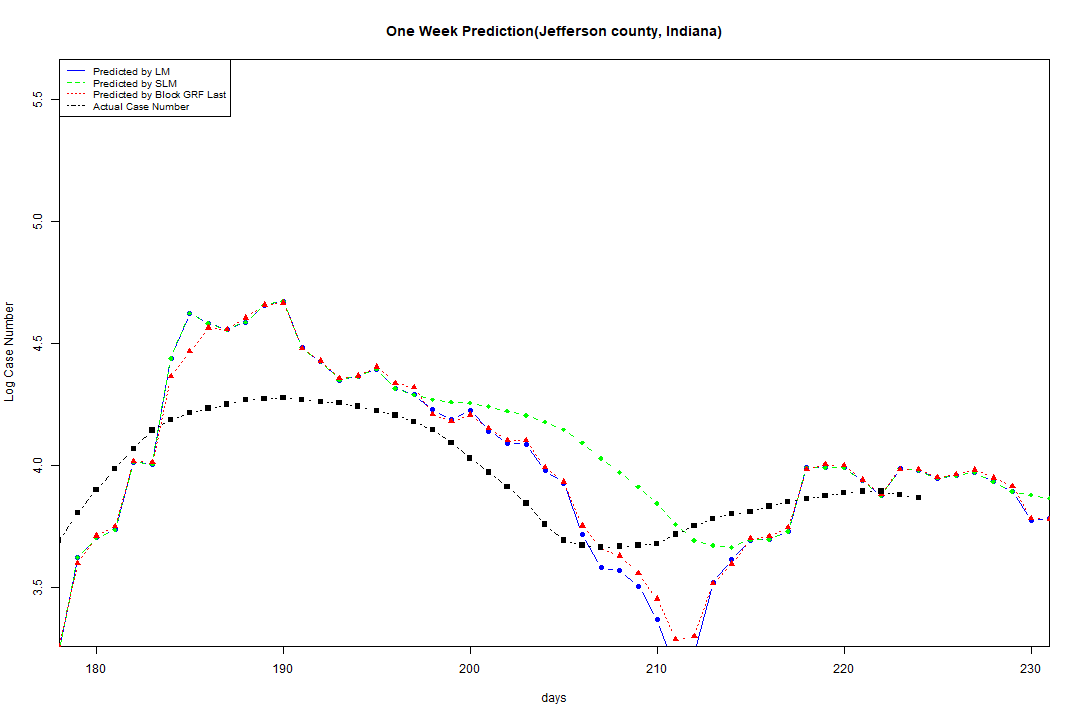 One Week Prediction(Jefferson county, Indiana)
Predicted by LM
Predicted by SLM
Predicted by Block GRF Last
Actual Case Number
5.5
5.0
4.5
4.0
3.5
Log Case Number
180 190 200 210 220 230
days